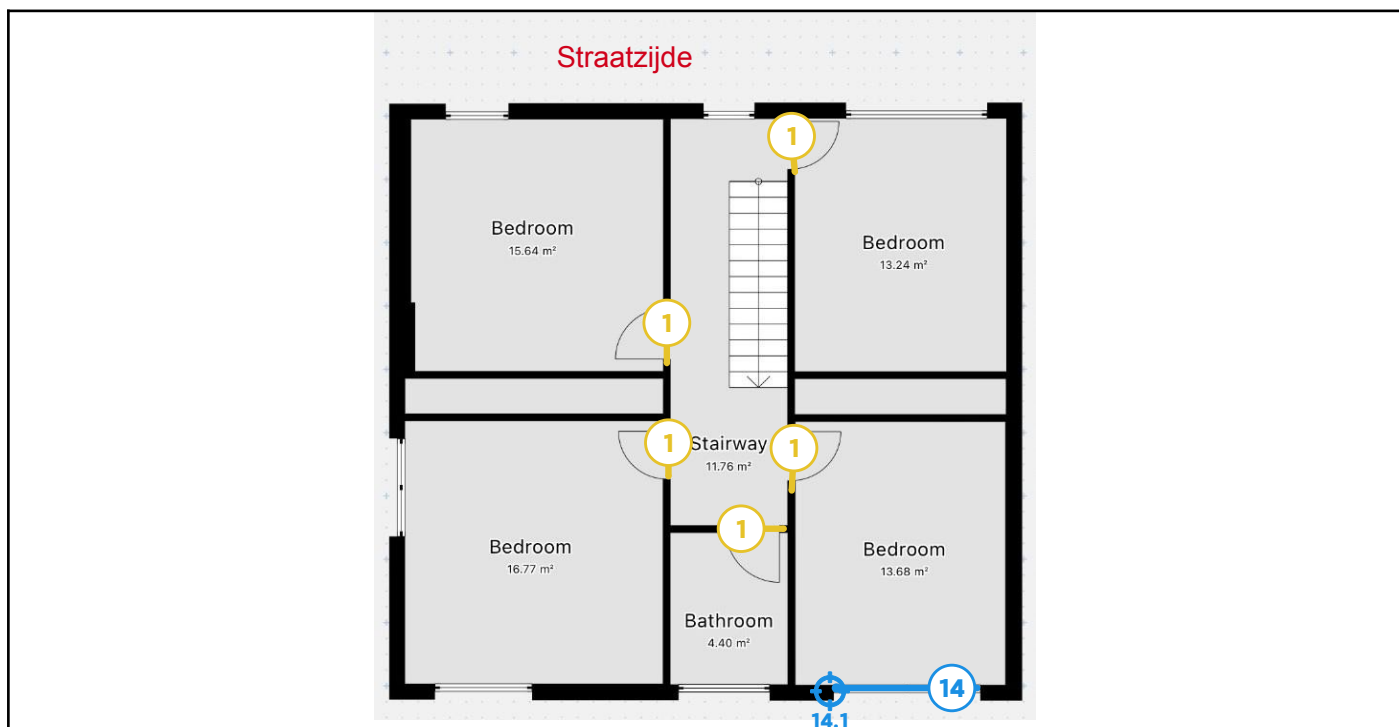 Straatzijde
1
Bedroom
15.64 m²
Bedroom
13.24 m²
1
1
Stairway
11.76 m²
1
1
Bedroom
16.77 m²
Bedroom
13.68 m²
Bathroom
4.40 m²
14
14.1